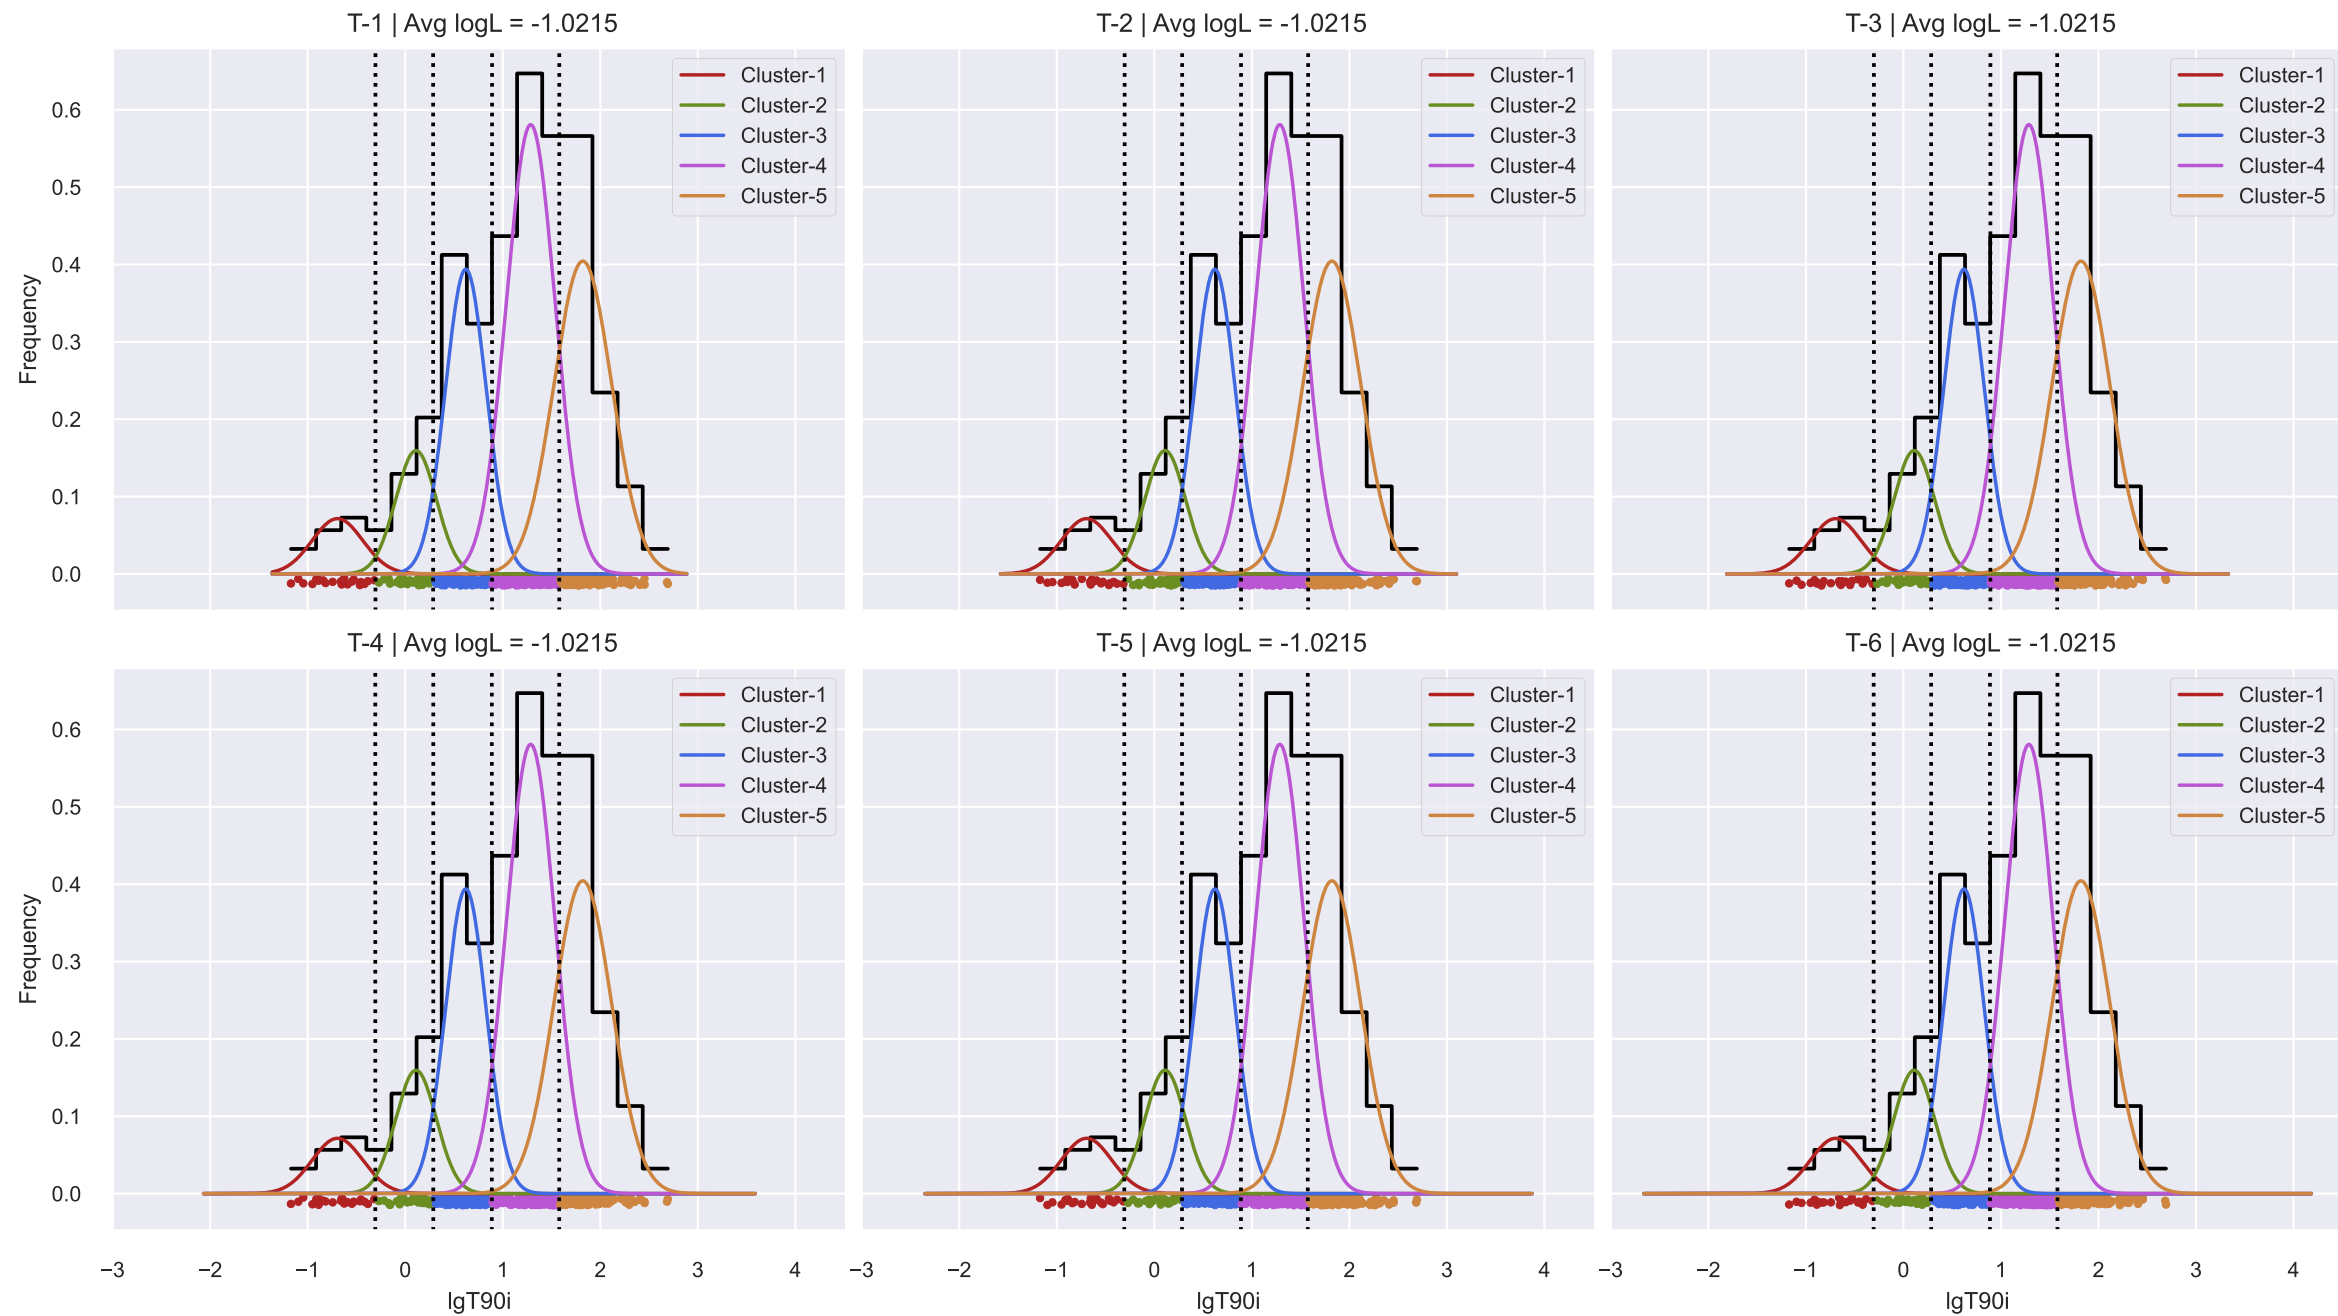 T-1 | Avg logL = -1.0215
T-2 | Avg logL = -1.0215
T-3 | Avg logL = -1.0215
Frequency
0.6
0.5
0.4
0.3
0.2
0.1
0.0
Cluster-1
Cluster-2
Cluster-3
Cluster-4
Cluster-5
Cluster-1
Cluster-2
Cluster-3
Cluster-4
Cluster-5
Cluster-1
Cluster-2
Cluster-3
Cluster-4
Cluster-5
T-4 | Avg logL = -1.0215
T-5 | Avg logL = -1.0215
T-6 | Avg logL = -1.0215
Frequency
0.6
0.5
0.4
0.3
0.2
0.1
0.0
Cluster-1
Cluster-2
Cluster-3
Cluster-4
Cluster-5
Cluster-1
Cluster-2
Cluster-3
Cluster-4
Cluster-5
Cluster-1
Cluster-2
Cluster-3
Cluster-4
Cluster-5
−3 −2 −1 0 1 2 3 4
−3 −2 −1 0 1 2 3 4
−3 −2 −1 0 1 2 3 4
lgT90i
lgT90i
lgT90i